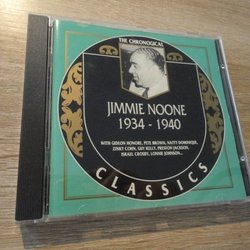 THE CHRONOGICAL
JIMMIE NOONE
1934 - 1940
WITH GIDEON HONORE, PETE BROWN, NATTY DOMINIQUE,
ZINKY COHN, GUY KELLY, PRESTON JACKSON,
ISRAEL CROSBY, LONNIE JOHNSON...
CLASSICS